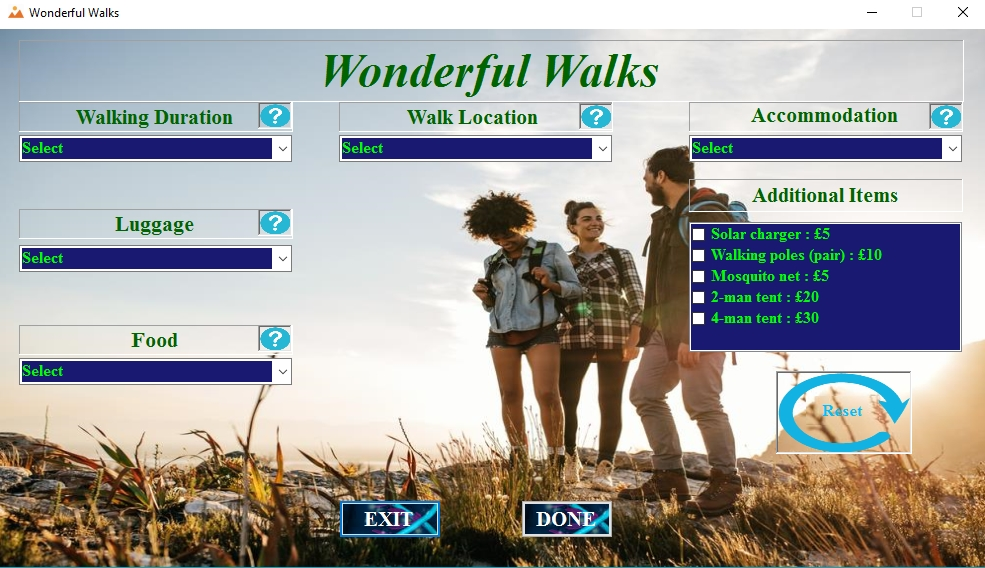 Wonderful Walks
Wonderful Walks
Walking Duration ?
Walk Location ?
Accommodation ?
Select
Select
Select
Additional Items
Luggage ?
Solar charger : £5
Walking poles (pair) : £10
Select
Mosquito net : £5
2-man tent : £20
4-man tent : £30
Food ?
Select
Reset
EXIT
DONE